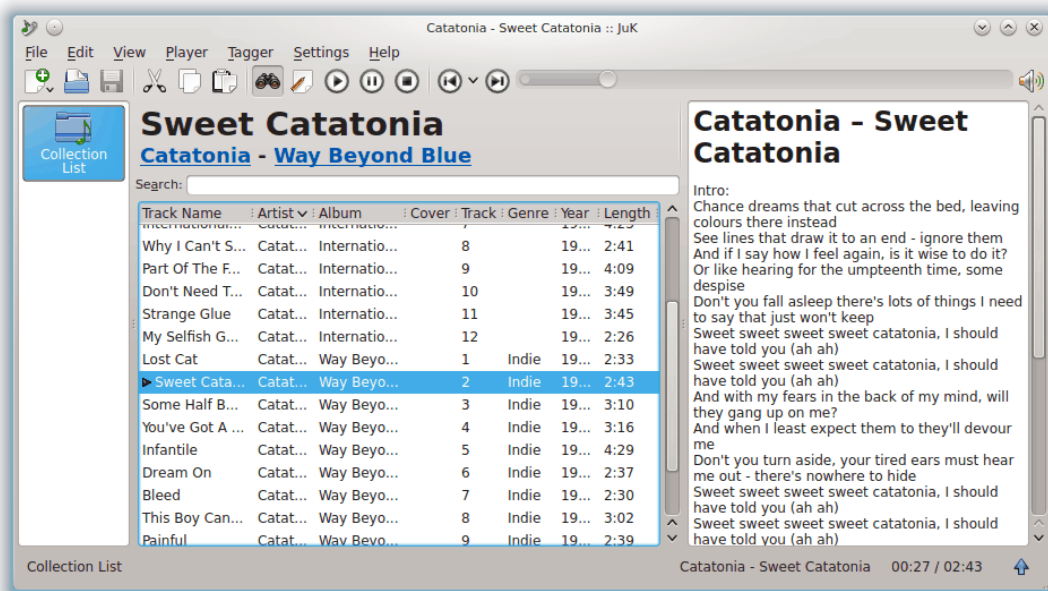 Catatonia - Sweet Catatonia :: JuK
File Edit View Player Tagger Settings Help
Collection
List
Sweet Catatonia
Catatonia - Way Beyond Blue
Search:
Track Name Artist Album Cover Track Genre Year Length
International... Catat... Internatio... 7 19... 4:23
Why I Can't S... Catat... Internatio... 8 19... 2:41
Part Of The F... Catat... Internatio... 9 19... 4:09
Don't Need T... Catat... Internatio... 10 19... 3:49
Strange Glue Catat... Internatio... 11 19... 3:45
My Selfish G... Catat... Internatio... 12 19... 2:26
Lost Cat Catat... Way Beyo... 1 Indie 19... 2:33
Sweet Cata... Catat... Way Beyo... 2 Indie 19... 2:43
Some Half B... Catat... Way Beyo... 3 Indie 19... 3:10
You've Got A ... Catat... Way Beyo... 4 Indie 19... 3:16
Infantile Catat... Way Beyo... 5 Indie 19... 4:29
Dream On Catat... Way Beyo... 6 Indie 19... 2:37
Bleed Catat... Way Beyo... 7 Indie 19... 2:30
This Boy Can... Catat... Way Beyo... 8 Indie 19... 3:02
Painful Catat... Way Beyo... 9 Indie 19... 2:39
Catatonia – Sweet
Catatonia
Intro:
Chance dreams that cut across the bed, leaving
colours there instead
See lines that draw it to an end - ignore them
And if I say how I feel again, is it wise to do it?
Or like hearing for the umpteenth time, some
despise
Don't you fall asleep there's lots of things I need
to say that just won't keep
Sweet sweet sweet sweet catatonia, I should
have told you (ah ah)
Sweet sweet sweet sweet catatonia, I should
have told you (ah ah)
And with my fears in the back of my mind, will
they gang up on me?
And when I least expect them to they'll devour
me
Don't you turn aside, your tired ears must hear
me out - there's nowhere to hide
Sweet sweet sweet sweet catatonia, I should
have told you (ah ah)
Sweet sweet sweet sweet catatonia, I should
have told you (ah ah)
Collection List
Catatonia - Sweet Catatonia 00:27 / 02:43